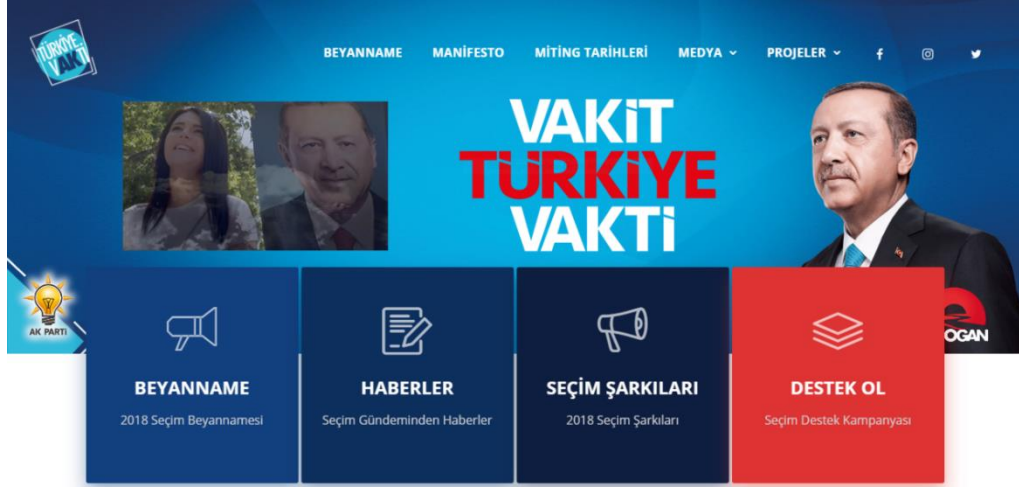 TÜRKİYE
VAKTİ
BEYANNAME
MANİFESTO
MİTİNG TARİHLERİ
MEDYA
PROJELER
VAKİT
TÜRKİYE
VAKTİ
AK PARTİ
OGAN
BEYANNAME
2018 Seçim Beyannamesi
HABERLER
Seçim Gündeminden Haberler
SEÇİM ŞARKILARI
2018 Seçim Şarkıları
DESTEK OL
Seçim Destek Kampanyası